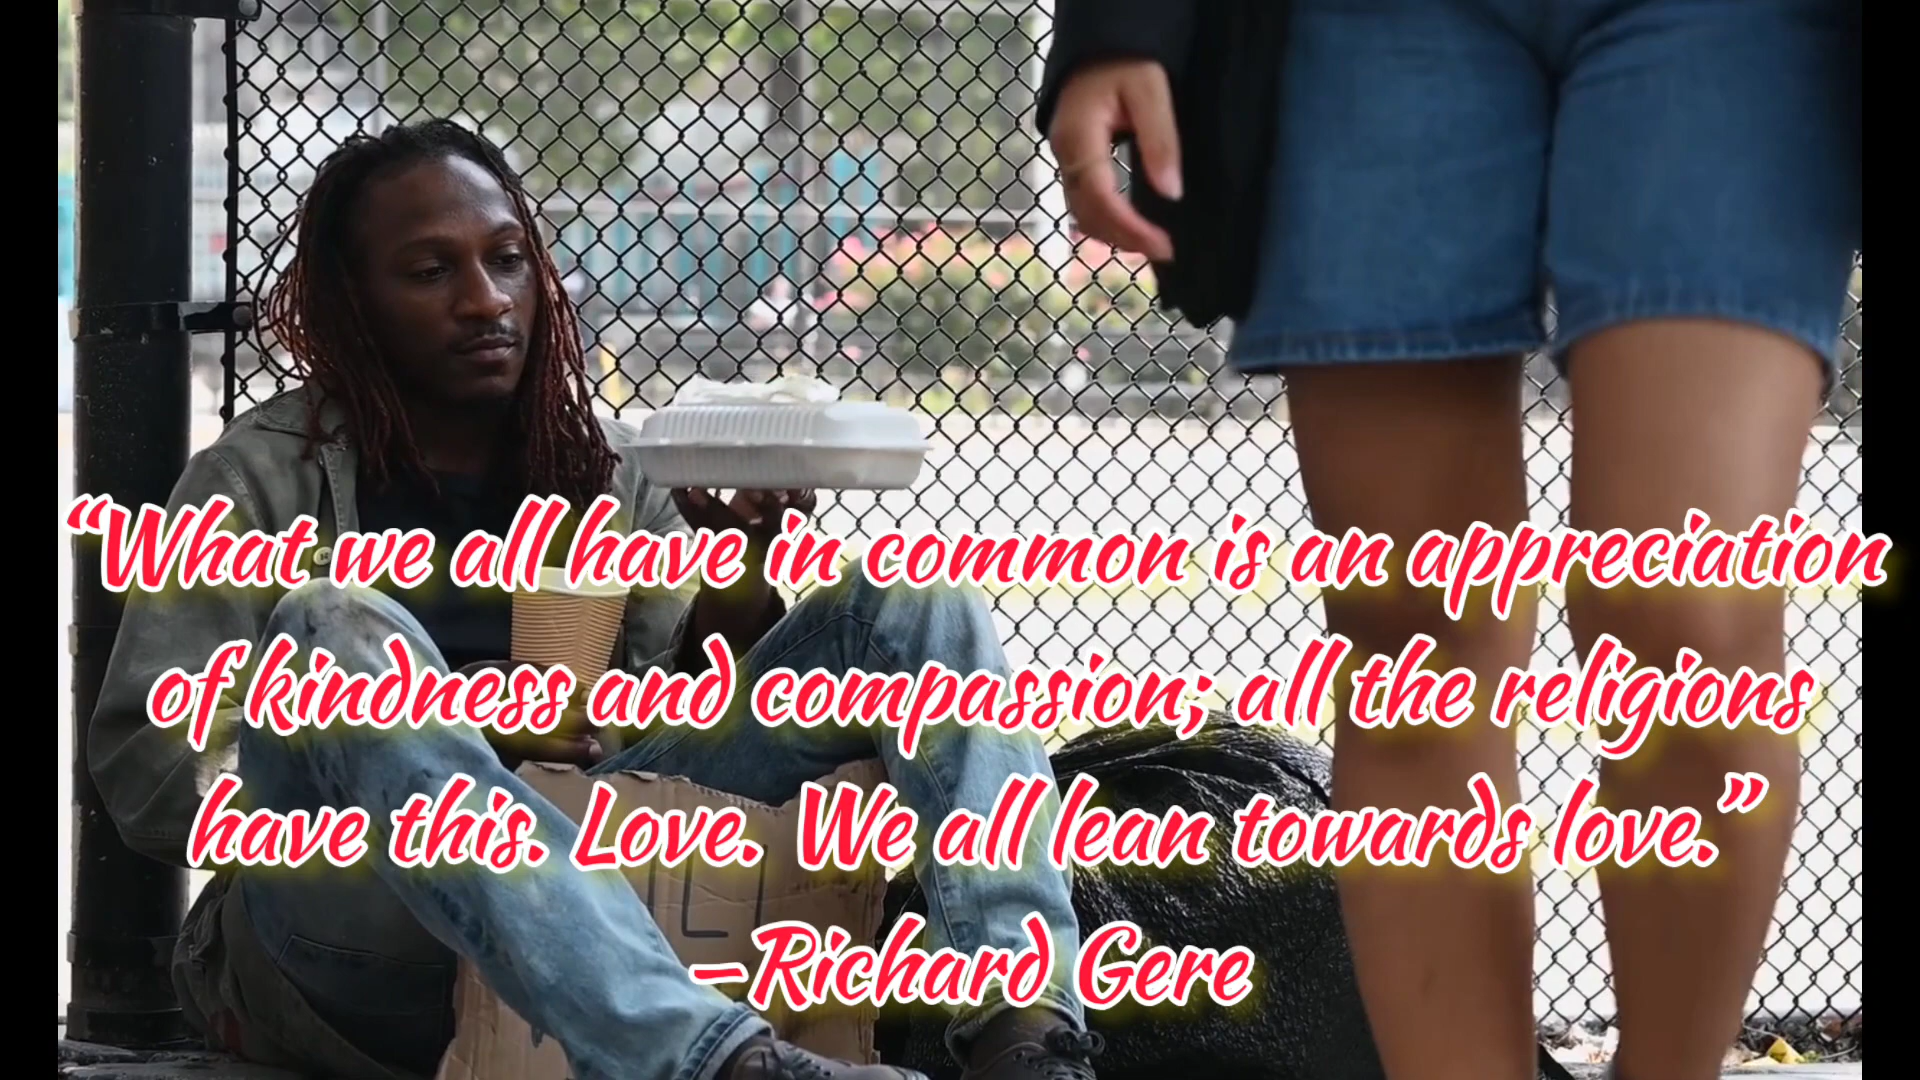 “What we all have in common is an appreciation
of kindness and compassion; all the religions
have this. Love. We all lean towards love.”
–Richard Gere